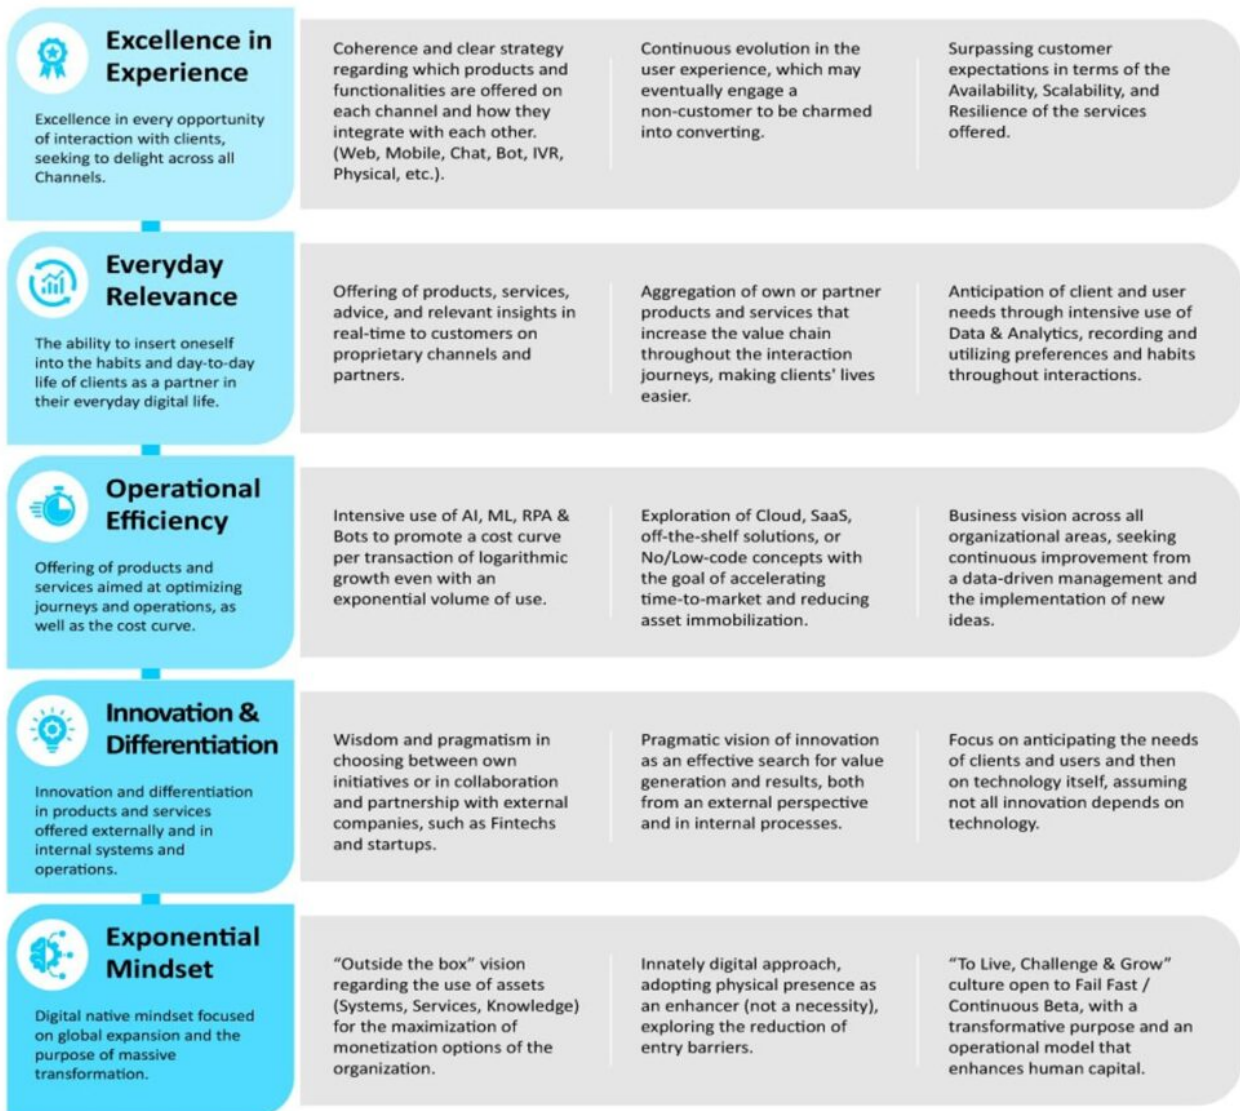 Excellence in
Experience
Excellence in every opportunity
of interaction with clients,
seeking to delight across all
Channels.
Coherence and clear strategy
regarding which products and
functionalities are offered on
each channel and how they
integrate with each other.
(Web, Mobile, Chat, Bot, IVR,
Physical, etc.).
Continuous evolution in the
user experience, which may
eventually engage a
non-customer to be charmed
into converting.
Surpassing customer
expectations in terms of the
Availability, Scalability, and
Resilience of the services
offered.
Everyday
Relevance
The ability to insert oneself
into the habits and day-to-day
life of clients as a partner in
their everyday digital life.
Offering of products, services,
advice, and relevant insights in
real-time to customers on
proprietary channels and
partners.
Aggregation of own or partner
products and services that
increase the value chain
throughout the interaction
journeys, making clients' lives
easier.
Anticipation of client and user
needs through intensive use of
Data & Analytics, recording and
utilizing preferences and habits
throughout interactions.
Operational
Efficiency
Offering of products and
services aimed at optimizing
journeys and operations, as
well as the cost curve.
Intensive use of AI, ML, RPA &
Bots to promote a cost curve
per transaction of logarithmic
growth even with an
exponential volume of use.
Exploration of Cloud, SaaS,
off-the-shelf solutions, or
No/Low-code concepts with
the goal of accelerating
time-to-market and reducing
asset immobilization.
Business vision across all
organizational areas, seeking
continuous improvement from
a data-driven management and
the implementation of new
ideas.
Innovation &
Differentiation
Innovation and differentiation
in products and services
offered externally and in
internal systems and
operations.
Wisdom and pragmatism in
choosing between own
initiatives or in collaboration
and partnership with external
companies, such as Fintechs
and startups.
Pragmatic vision of innovation
as an effective search for value
generation and results, both
from an external perspective
and in internal processes.
Focus on anticipating the needs
of clients and users and then
on technology itself, assuming
not all innovation depends on
technology.
Exponential
Mindset
Digital native mindset focused
on global expansion and the
purpose of massive
transformation.
“Outside the box” vision
regarding the use of assets
(Systems, Services, Knowledge)
for the maximization of
monetization options of the
organization.
Innately digital approach,
adopting physical presence as
an enhancer (not a necessity),
exploring the reduction of
entry barriers.
“To Live, Challenge & Grow”
culture open to Fail Fast /
Continuous Beta, with a
transformative purpose and an
operational model that
enhances human capital.